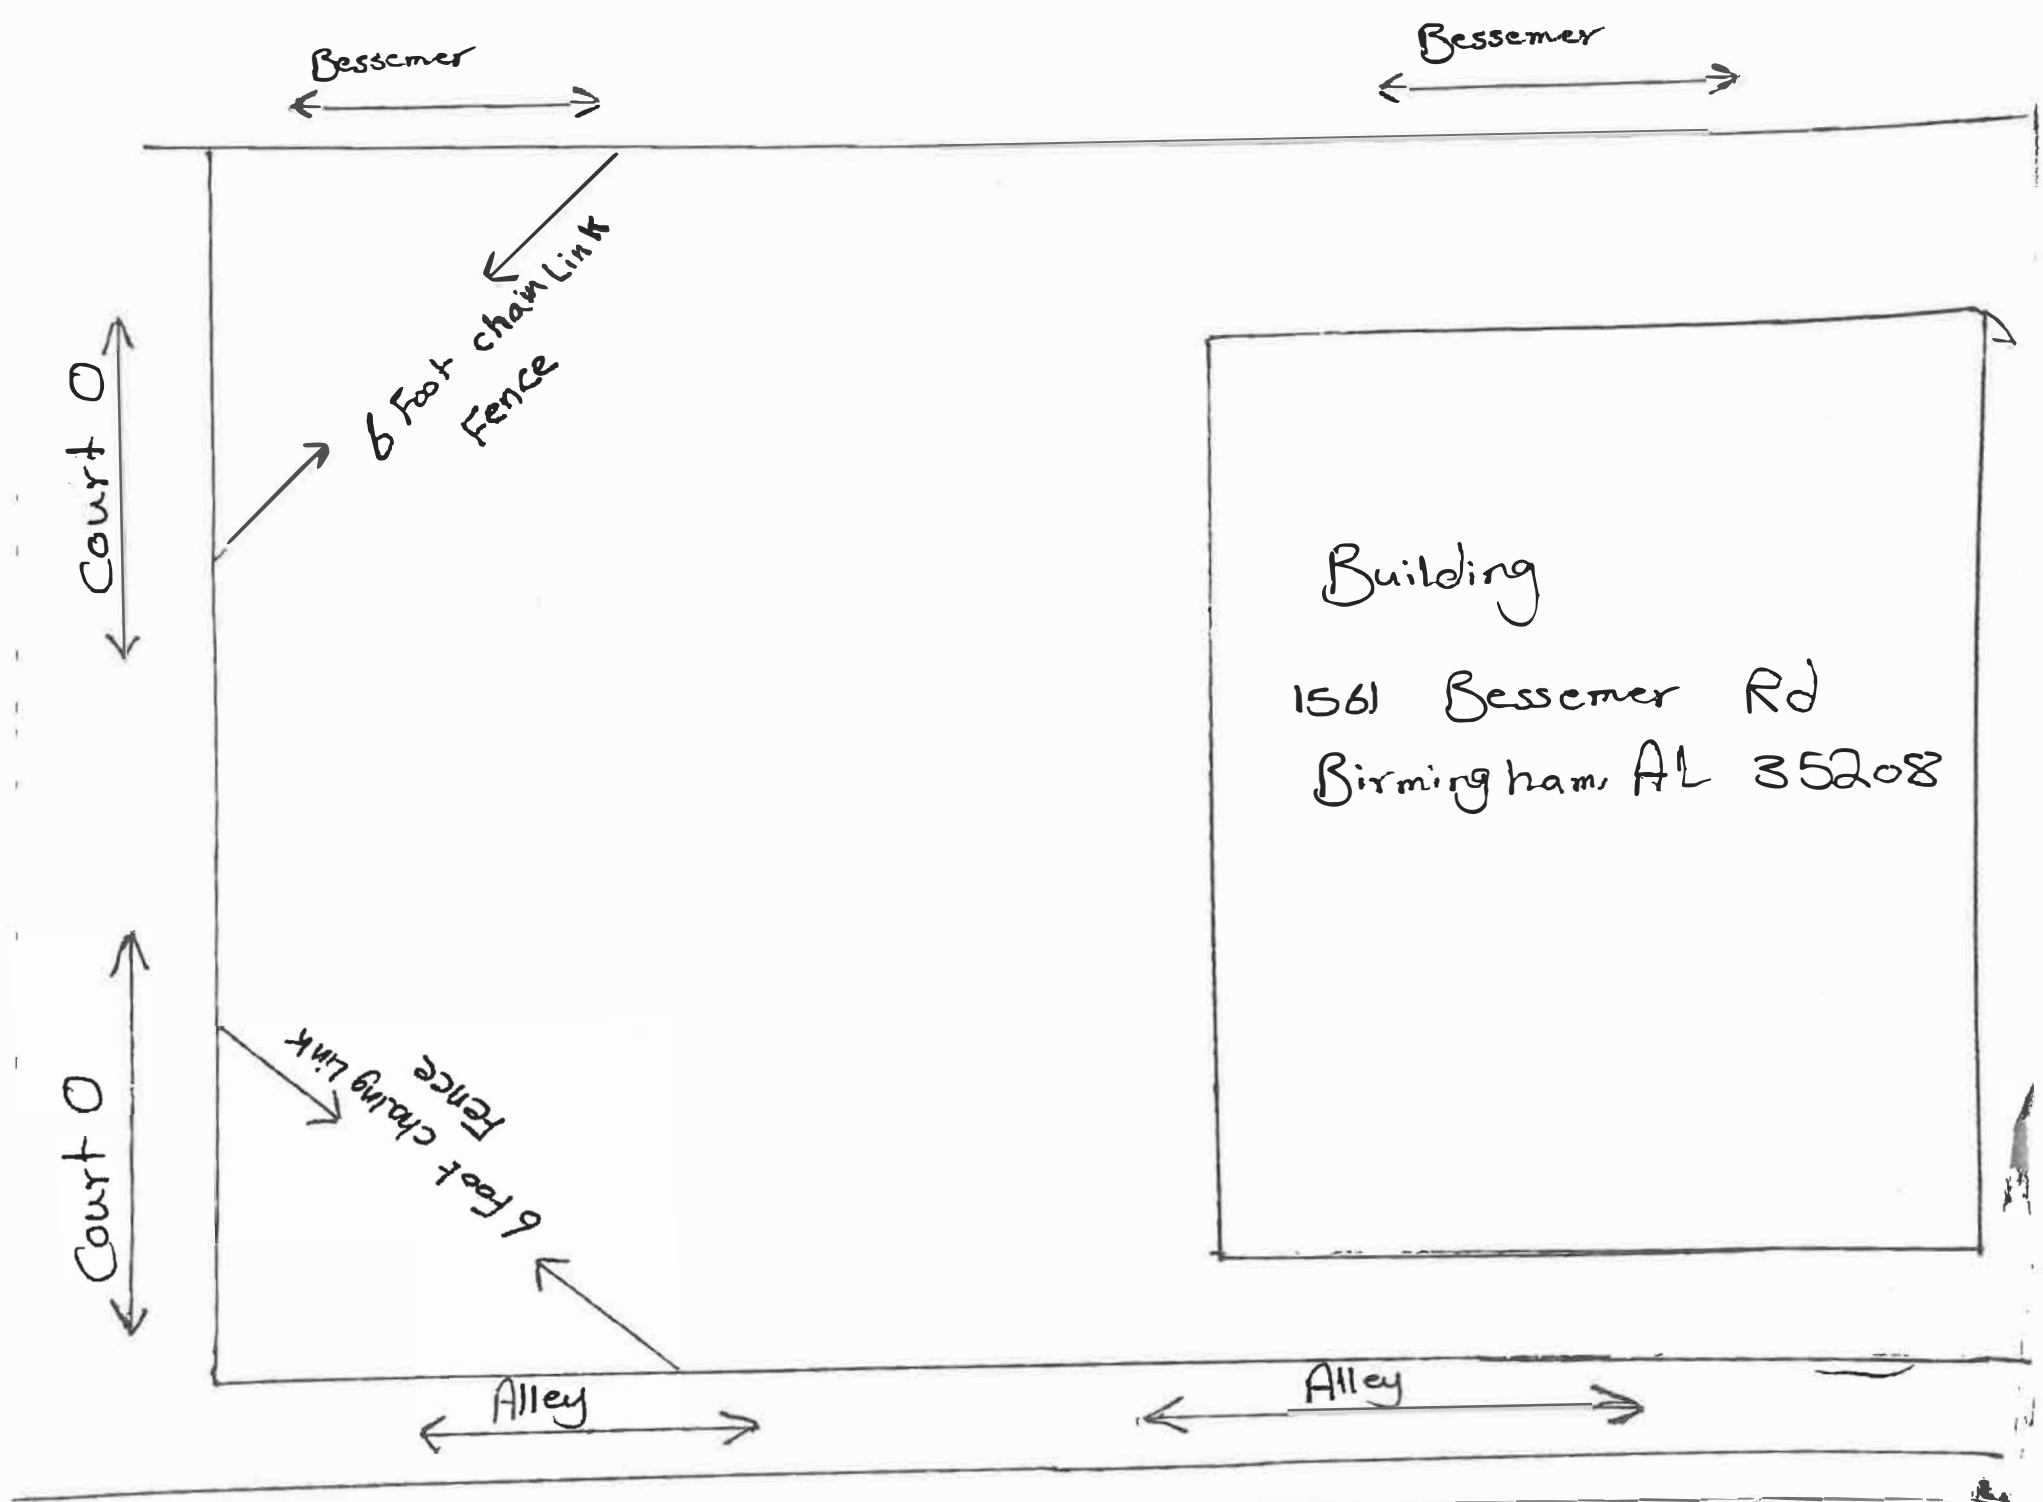 Bessemer
Bessemer
6 Foot chain Link
Fence
Court O
Building
1561 Bessemer Rd
Birmingham, AL 35208
Court O
6 Foot chaing Link
Fence
Alley
Alley